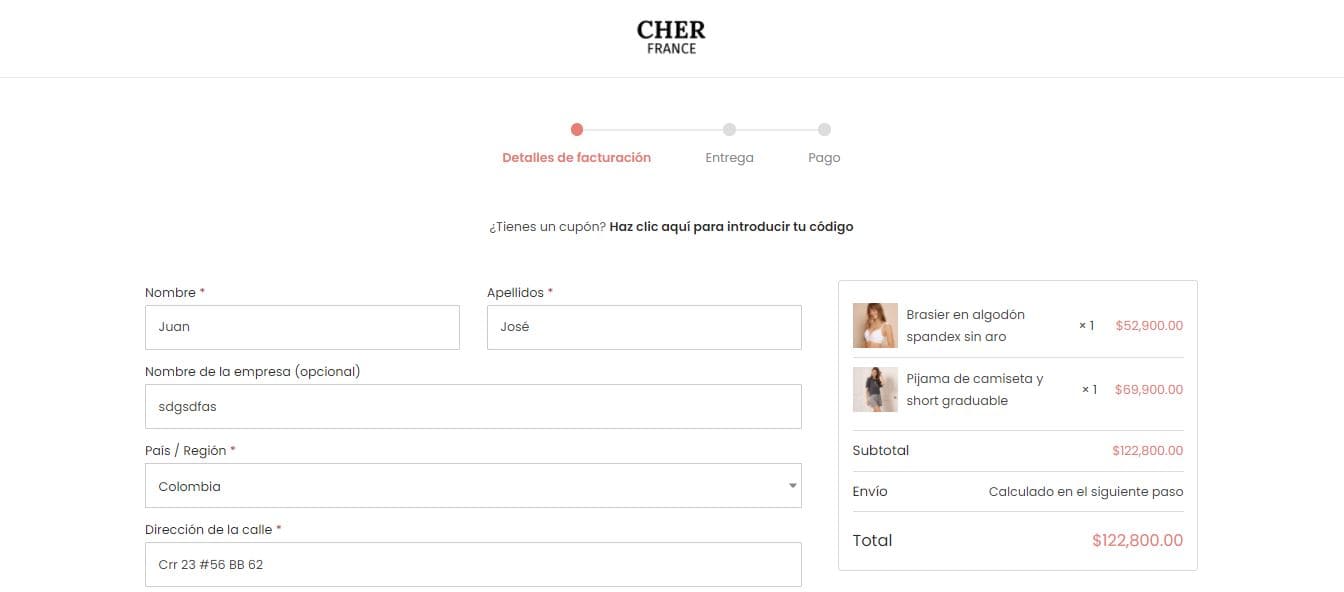 CHER
FRANCE
Detalles de facturación
Entrega
Pago
¿Tienes un cupón? Haz clic aquí para introducir tu código
Nombre *
Apellidos *
Juan
José
Nombre de la empresa (opcional)
sdgsdfas
País / Región *
Colombia
Dirección de la calle *
Crr 23 #56 BB 62
Brasier en algodón
spandex sin aro
× 1
$52,900.00
Pijama de camiseta y
short graduable
× 1
$69,900.00
Subtotal
$122,800.00
Envío
Calculado en el siguiente paso
Total
$122,800.00